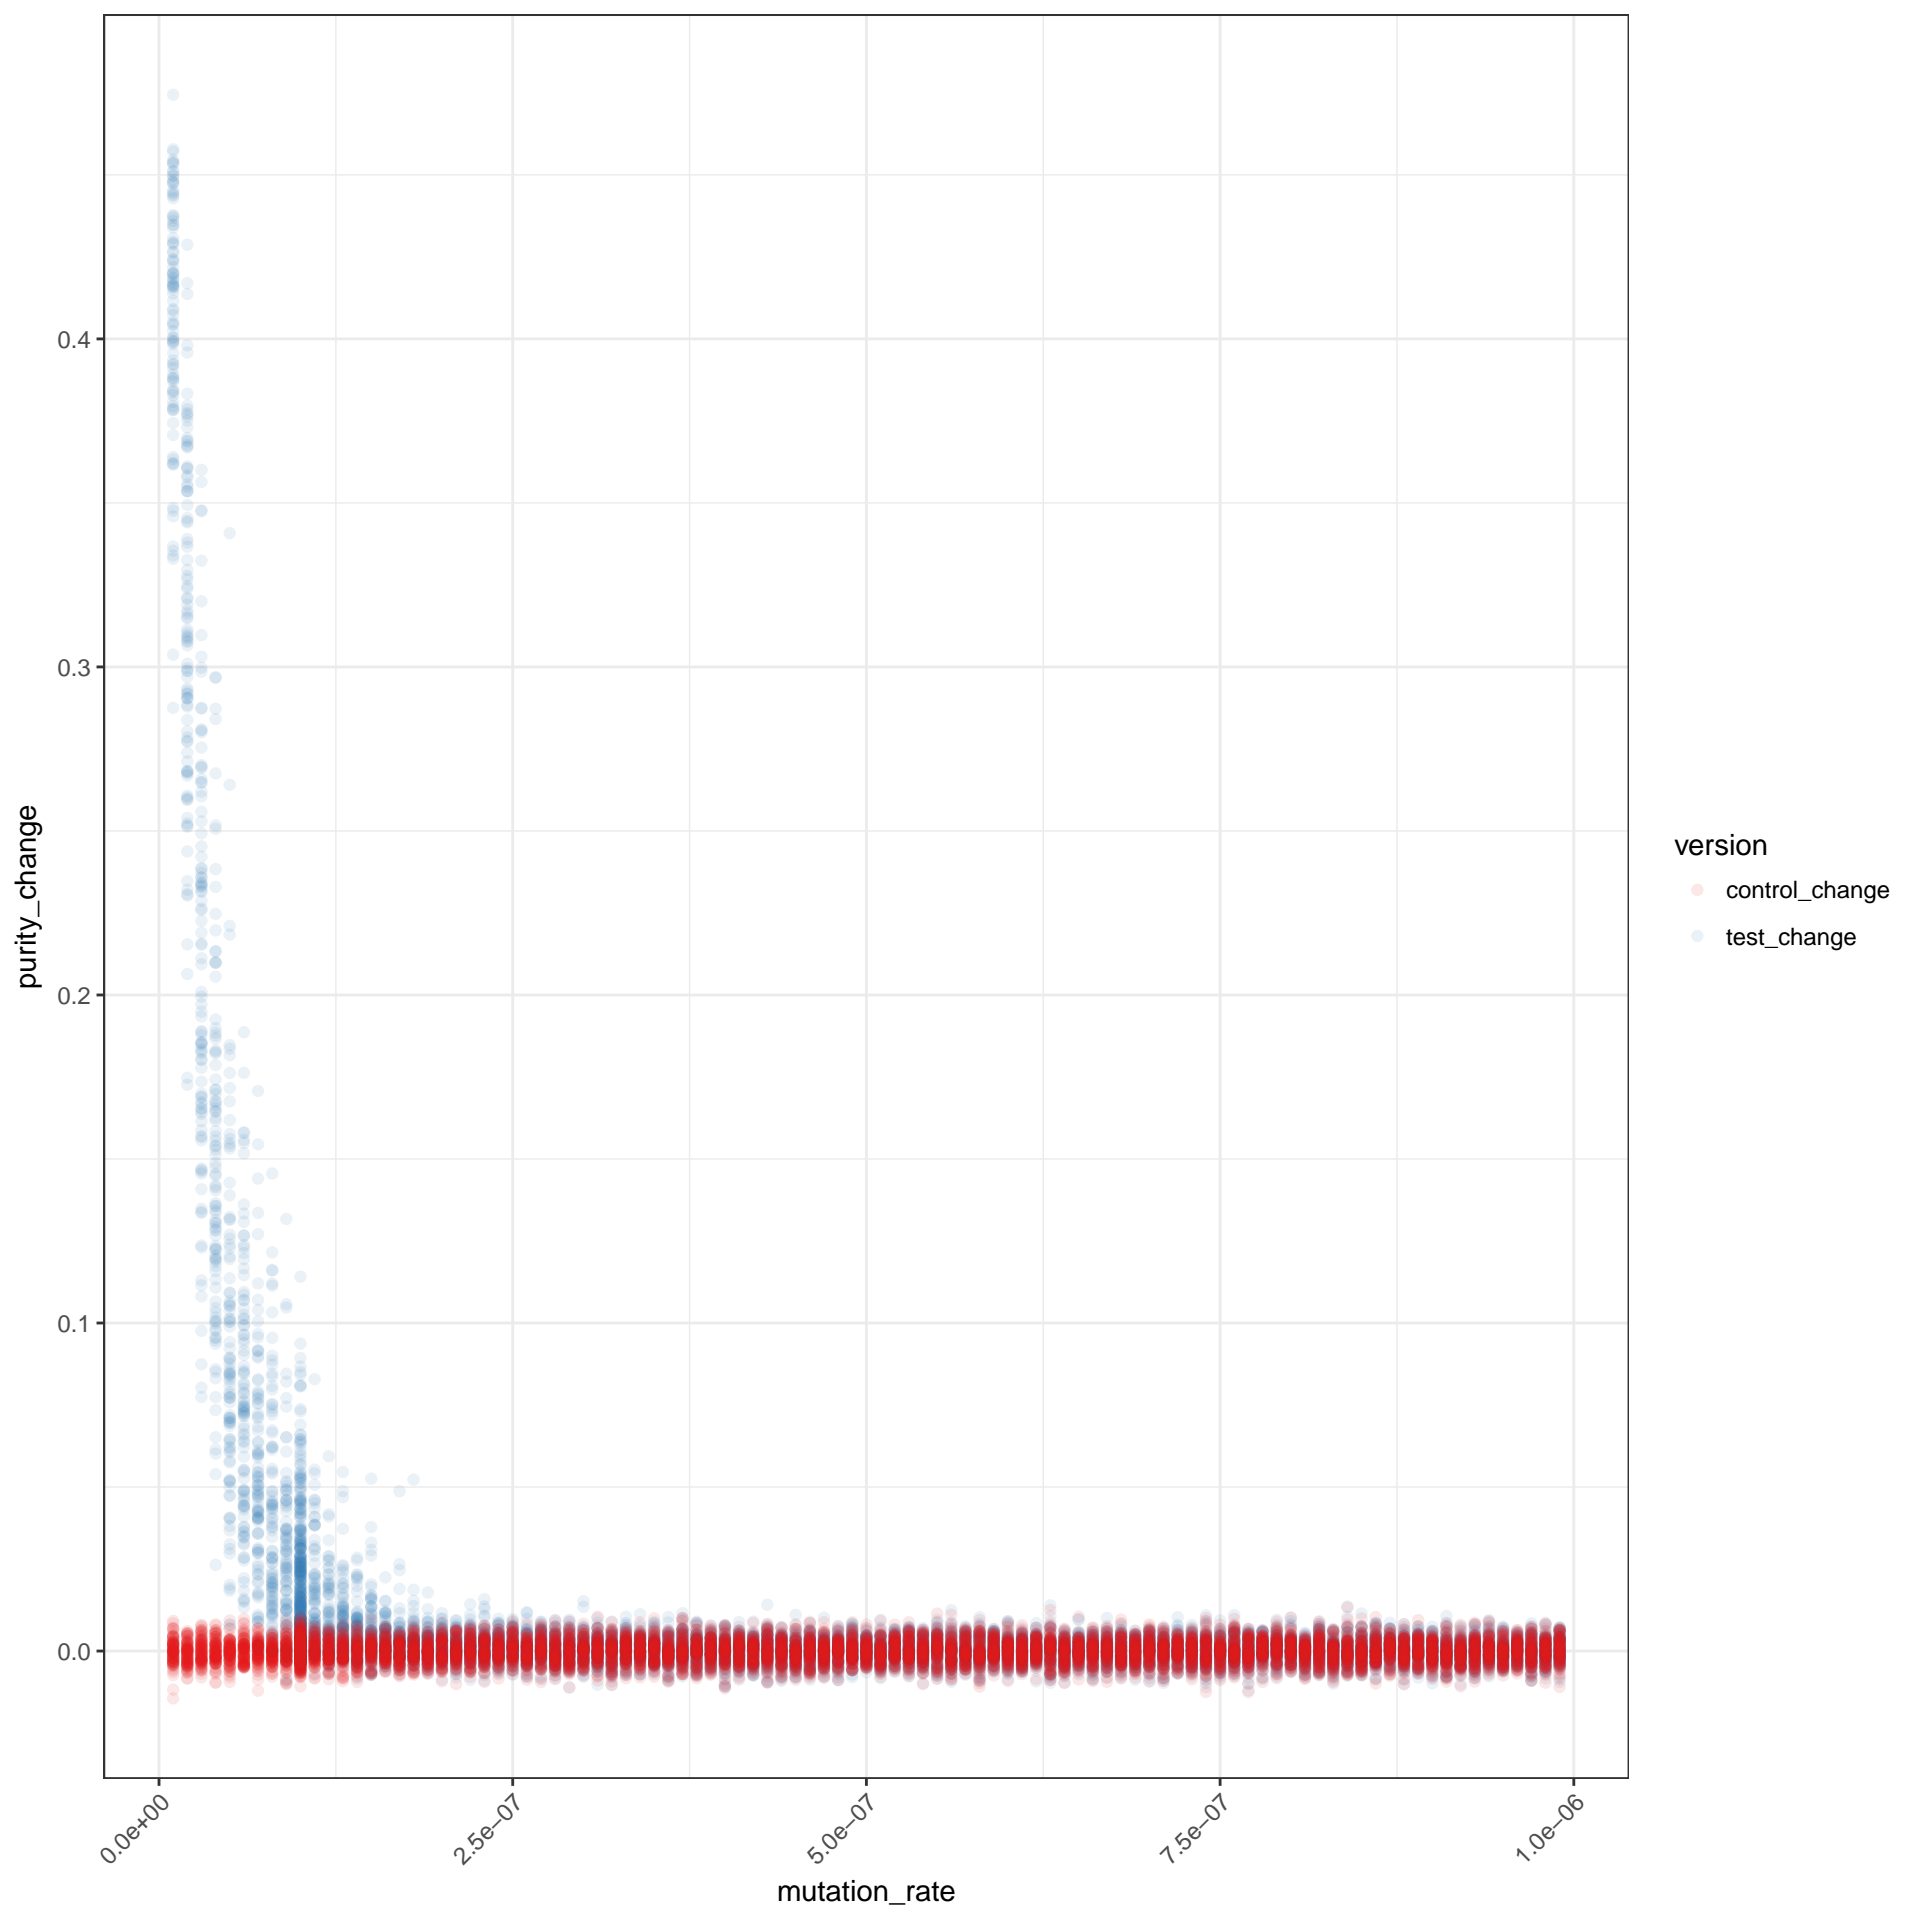 purity_change
0.4
0.3
0.2
0.1
0.0
0.0e+00
2.5e−07
5.0e−07
7.5e−07
1.0e−06
mutation_rate
version
control_change
test_change